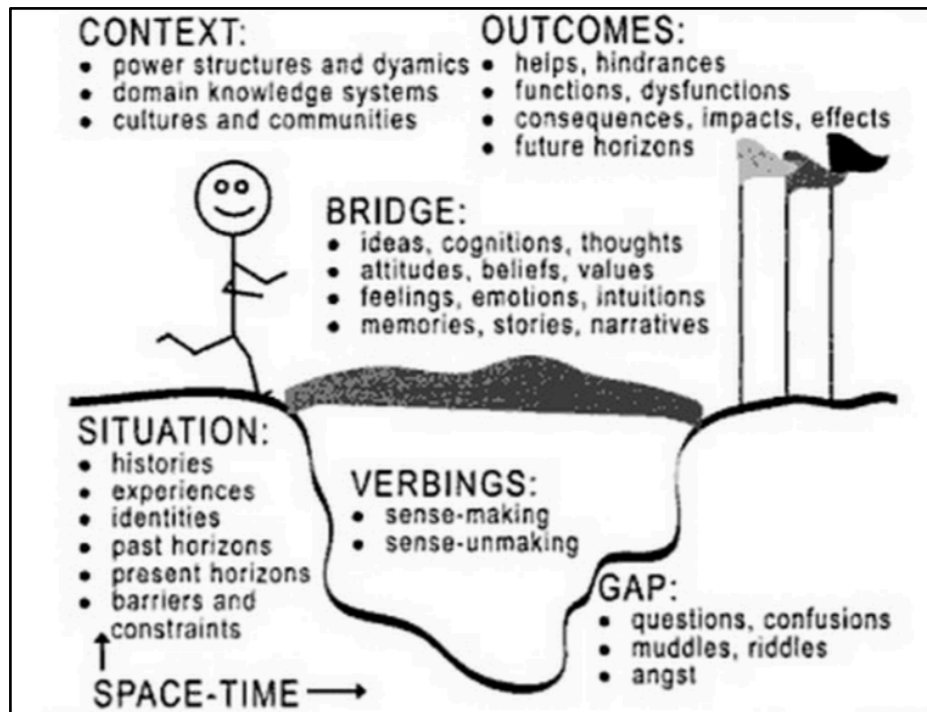 CONTEXT:
• power structures and dyamics
• domain knowledge systems
• cultures and communities
OUTCOMES:
• helps, hindrances
• functions, dysfunctions
• consequences, impacts, effects
• future horizons
BRIDGE:
• ideas, cognitions, thoughts
• attitudes, beliefs, values
• feelings, emotions, intuitions
• memories, stories, narratives
SITUATION:
• histories
• experiences
• identities
• past horizons
• present horizons
• barriers and
constraints
VERBINGS:
• sense-making
• sense-unmaking
GAP:
• questions, confusions
• muddles, riddles
• angst
SPACE-TIME